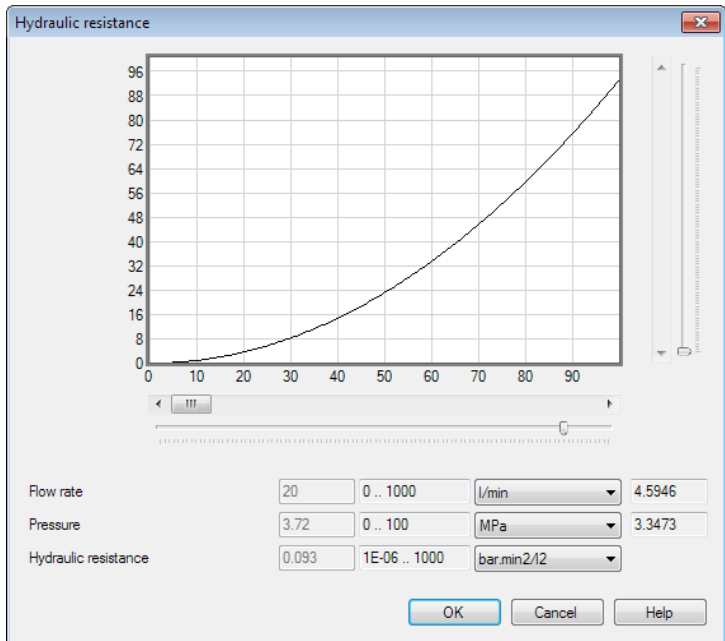 Hydraulic resistance
96
88
80
72
64
56
48
40
32
24
16
8
0
0 10 20 30 40 50 60 70 80 90
Flow rate 20 0 .. 1000 l/min 4.5946
Pressure 3.72 0 .. 100 MPa 3.3473
Hydraulic resistance 0.093 1E-06 .. 1000 bar.min2/l2
OK Cancel Help